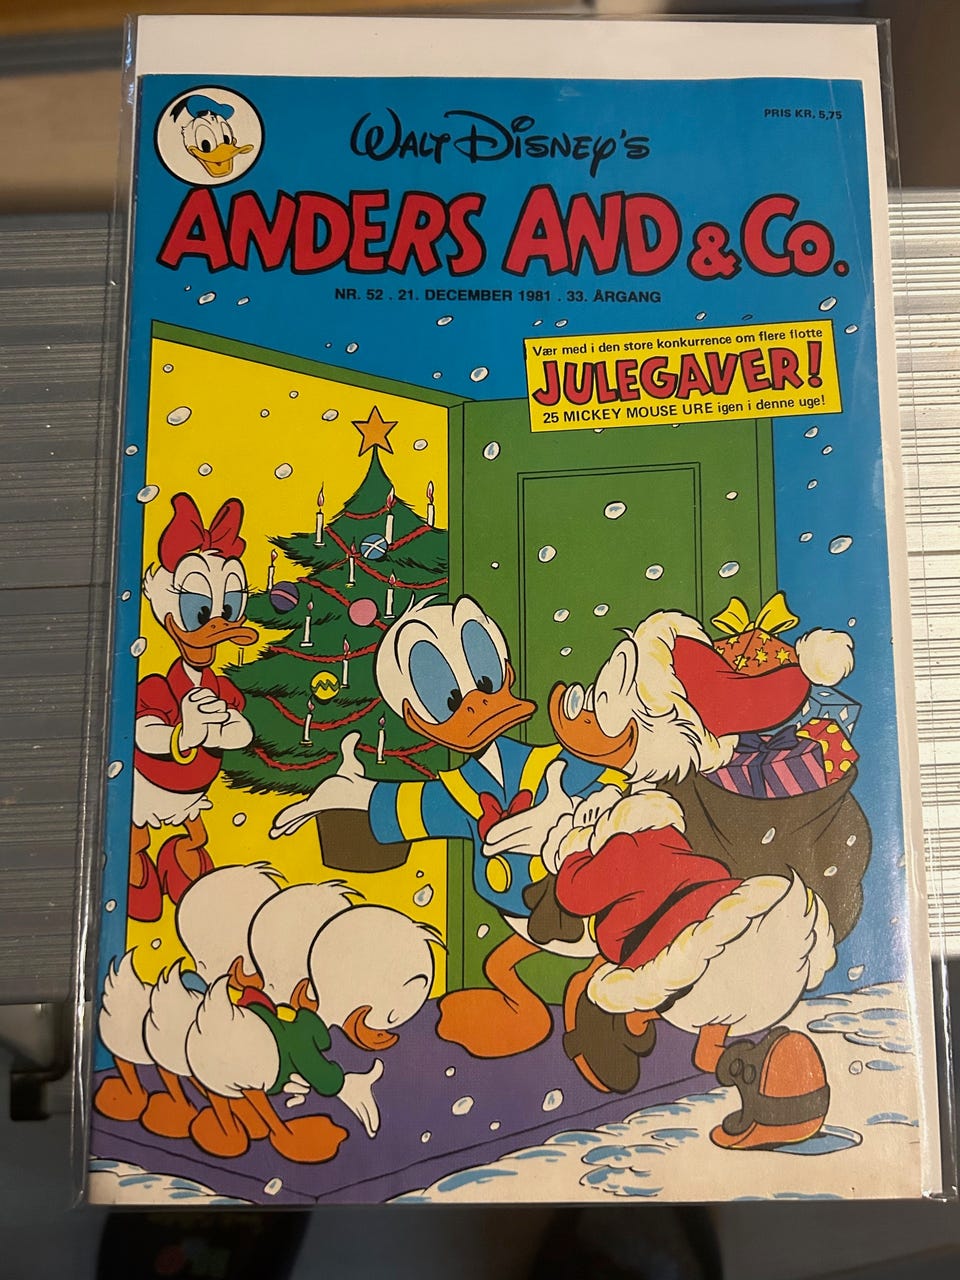 PRIS KR. 5,75
WALT DISNEY'S
ANDERS AND & CO.
NR. 52 . 21. DECEMBER 1981 . 33. ÅRGANG
Vær med i den store konkurrence om flere flotte
JULEGAVER!
25 MICKEY MOUSE URE igen i denne uge!